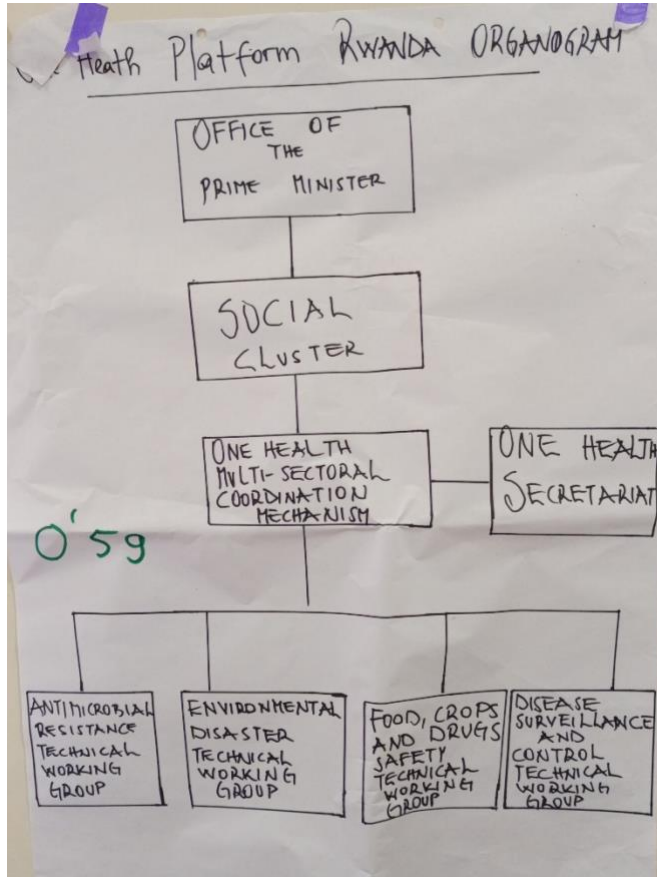 Heath Platform RWANDA ORGANOGRAM
OFFICE OF
THE
PRIME MINISTER
SOCIAL
CLUSTER
ONE HEALTH
MULTI-SECTORAL
COORDINATION
MECHANISM
ONE HEALTH
SECRETARIAT
0'59
ANTIMICROBIAL
RESISTANCE
TECHNICAL
WORKING
GROUP
ENVIRONMENTAL
DISASTER
TECHNICAL
WORKING
GROUP
FOOD, CROPS
AND DRUGS
SAFETY
TECHNICAL
WORKING
GROUP
DISEASE
SURVEILLANCE
AND
CONTROL
TECHNICAL
WORKING
GROUP